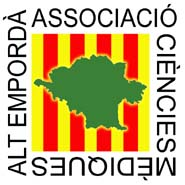 ASSOCIACIÓ
CIÈNCIES
MÈDIQUES
ALT EMPORDÀ